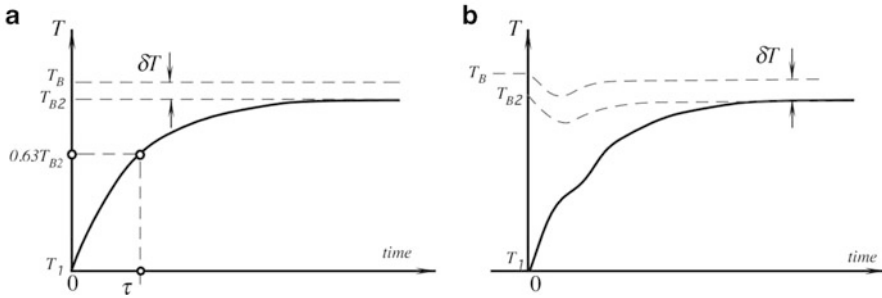 a
T
T_B
δT
T_B2
0.63T_B2
T_1
0
τ
time
b
T
T_B
δT
T_B2
T_1
0
time